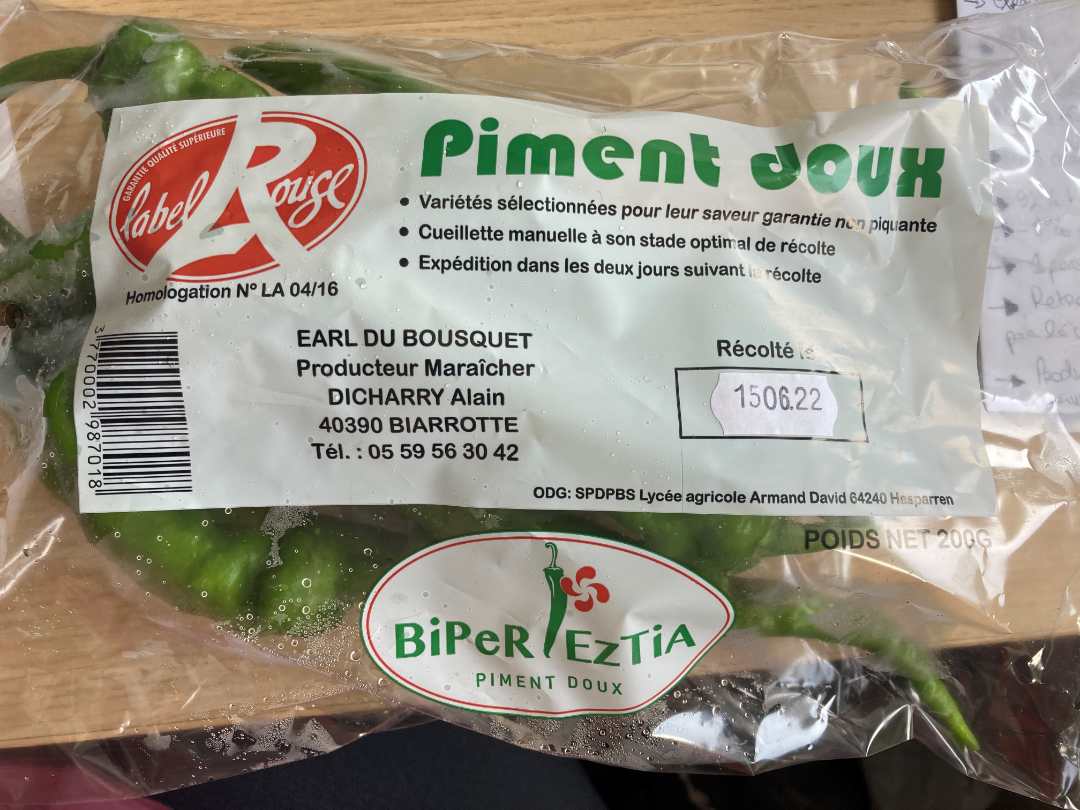 GARANTIE QUALITÉ SUPÉRIEURE
label Rouge
Homologation N° LA 04/16
Piment doux
• Variétés sélectionnées pour leur saveur garantie non piquante
• Cueillette manuelle à son stade optimal de récolte
• Expédition dans les deux jours suivant la récolte
EARL DU BOUSQUET
Producteur Maraîcher
DICHARRY Alain
40390 BIARROTTE
Tél. : 05 59 56 30 42
Récolté le
1506.22
3 770002 987018
ODG: SPDPBS Lycée agricole Armand David 64240 Hasparren
POIDS NET 200G
BiPeR EzTiA
PIMENT DOUX